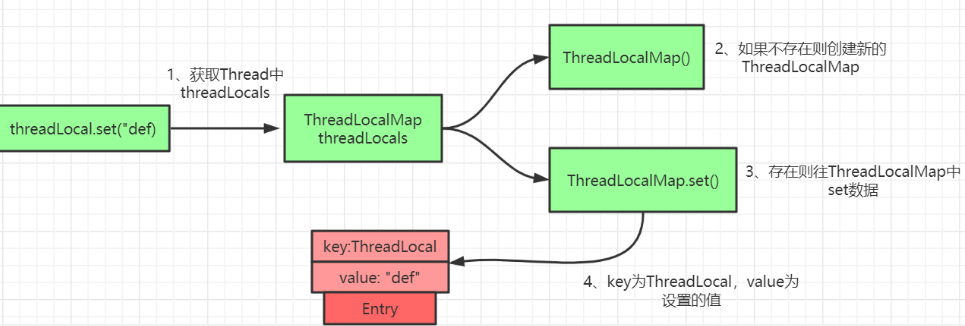 1、获取Thread中
threadLocals
threadLocal.set("def)
ThreadLocalMap
threadLocals
ThreadLocalMap()
2、如果不存在则创建新的
ThreadLocalMap
ThreadLocalMap.set()
3、存在则往ThreadLocalMap中
set数据
key:ThreadLocal
value: "def"
Entry
4、key为ThreadLocal，value为
设置的值